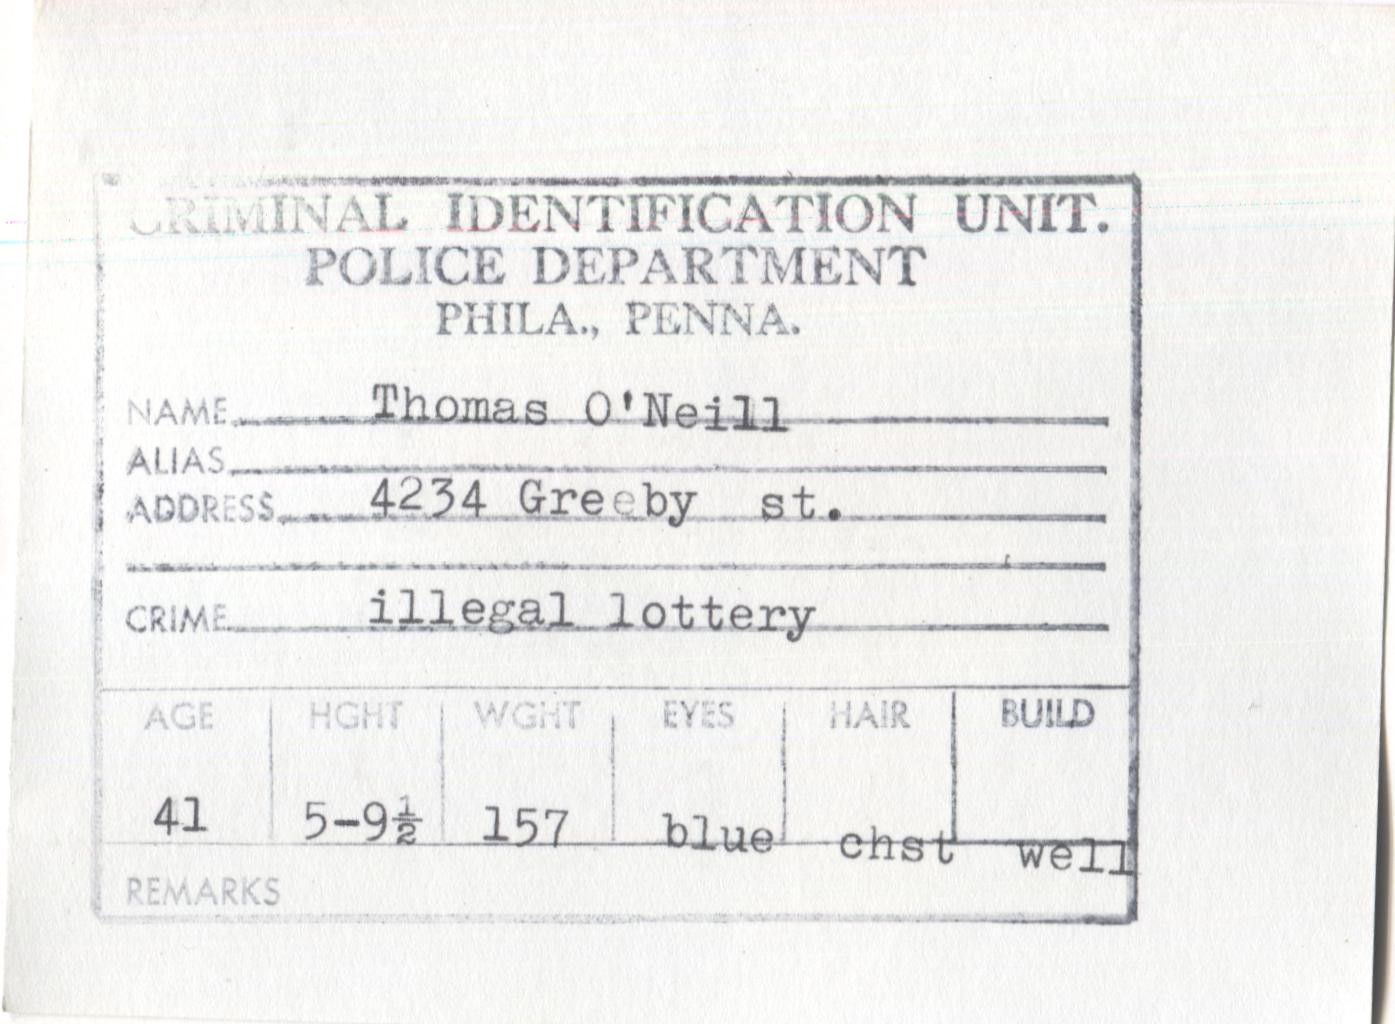 CRIMINAL IDENTIFICATION UNIT.
POLICE DEPARTMENT
PHILA., PENNA.
NAME Thomas O'Neill
ALIAS
ADDRESS 4234 Greeby st.
CRIME illegal lottery
AGE HGHT WGHT EYES HAIR BUILD
41 5-9½ 157 blue chst well
REMARKS